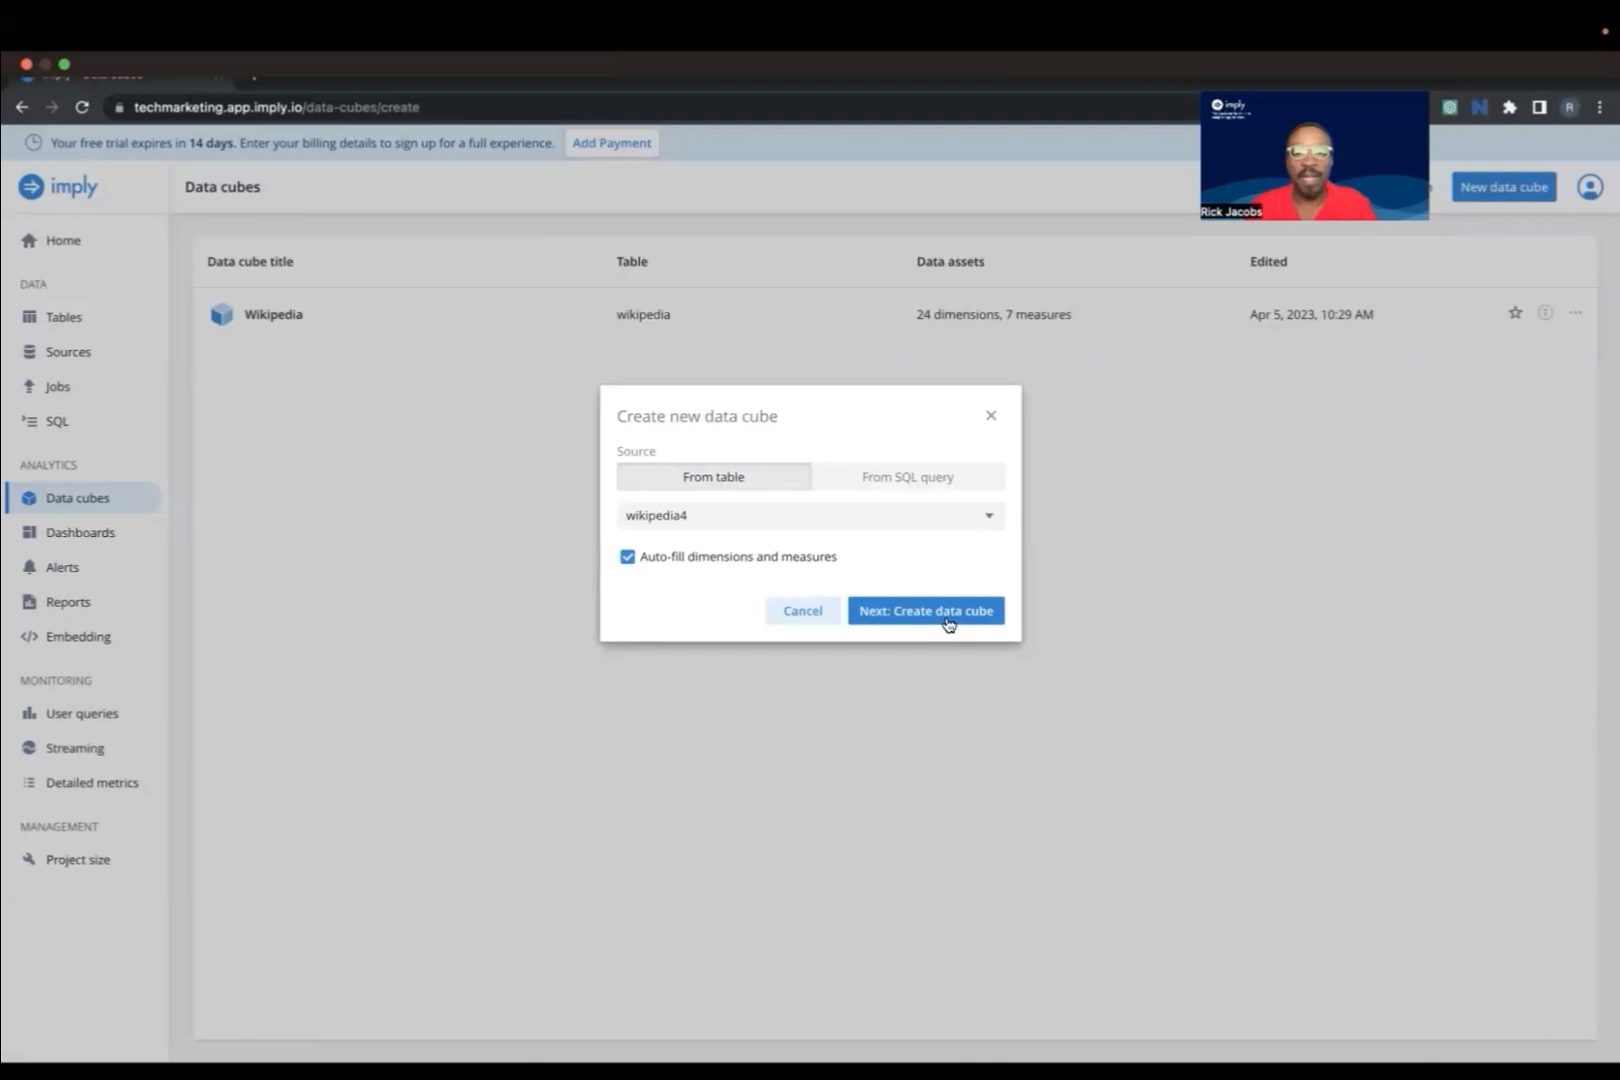 techmarketing.app.imply.io/data-cubes/create
R
Your free trial expires in 14 days. Enter your billing details to sign up for a full experience.
Add Payment
imply
Rick Jacobs
imply
Data cubes
New data cube
Home
DATA
Tables
Sources
Jobs
SQL
ANALYTICS
Data cubes
Dashboards
Alerts
Reports
Embedding
MONITORING
User queries
Streaming
Detailed metrics
MANAGEMENT
Project size
Data cube title
Table
Data assets
Edited
Wikipedia
wikipedia
24 dimensions, 7 measures
Apr 5, 2023, 10:29 AM
Create new data cube
Source
From table
From SQL query
wikipedia4
Auto-fill dimensions and measures
Cancel
Next: Create data cube